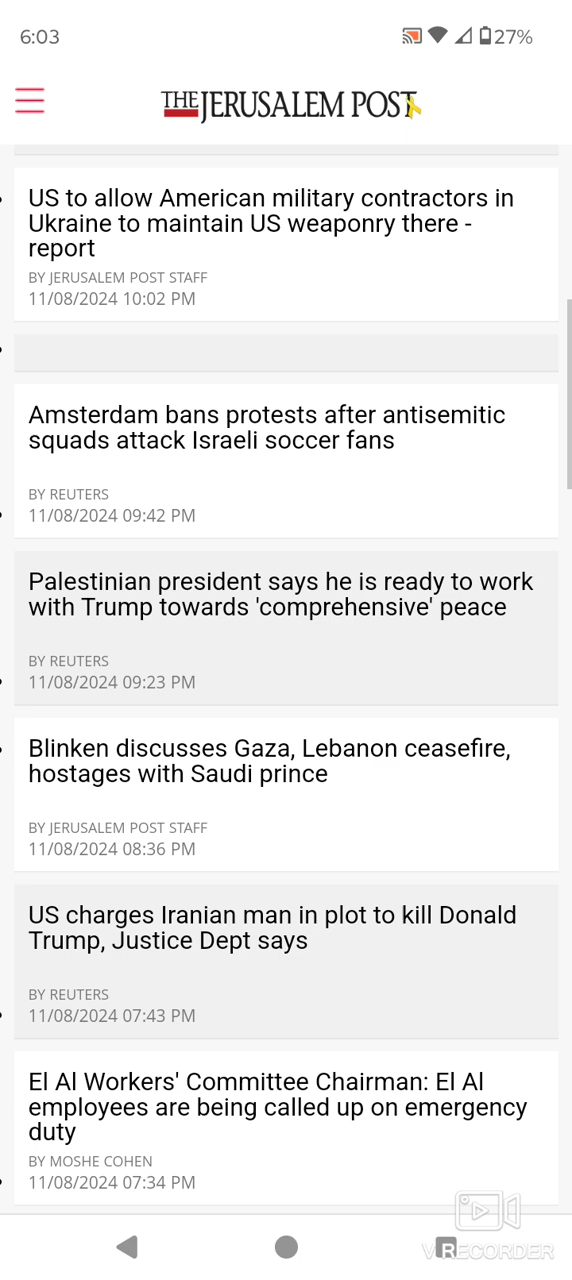 6:03
27%
THE JERUSALEM POST
US to allow American military contractors in
Ukraine to maintain US weaponry there -
report
BY JERUSALEM POST STAFF
11/08/2024 10:02 PM
Amsterdam bans protests after antisemitic
squads attack Israeli soccer fans
BY REUTERS
11/08/2024 09:42 PM
Palestinian president says he is ready to work
with Trump towards 'comprehensive' peace
BY REUTERS
11/08/2024 09:23 PM
Blinken discusses Gaza, Lebanon ceasefire,
hostages with Saudi prince
BY JERUSALEM POST STAFF
11/08/2024 08:36 PM
US charges Iranian man in plot to kill Donald
Trump, Justice Dept says
BY REUTERS
11/08/2024 07:43 PM
El Al Workers' Committee Chairman: El Al
employees are being called up on emergency
duty
BY MOSHE COHEN
11/08/2024 07:34 PM
VRECORDER